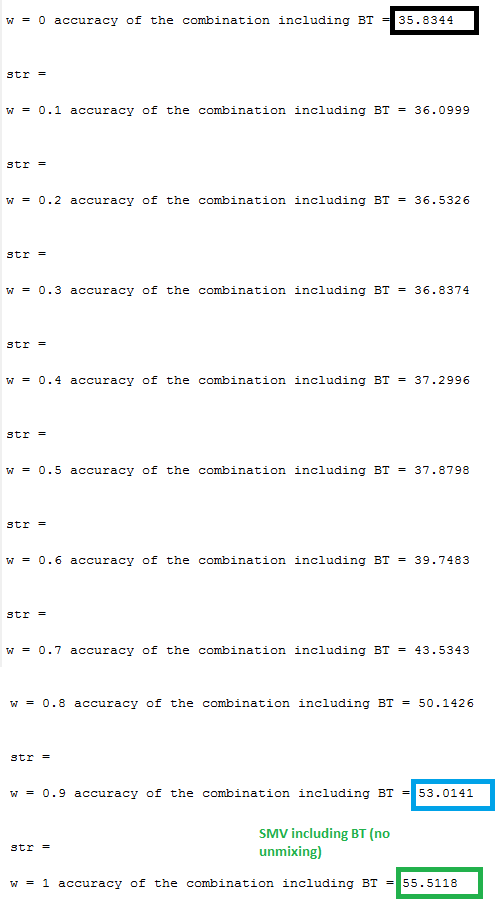 w = 0 accuracy of the combination including BT = 35.8344
str =
w = 0.1 accuracy of the combination including BT = 36.0999
str =
w = 0.2 accuracy of the combination including BT = 36.5326
str =
w = 0.3 accuracy of the combination including BT = 36.8374
str =
w = 0.4 accuracy of the combination including BT = 37.2996
str =
w = 0.5 accuracy of the combination including BT = 37.8798
str =
w = 0.6 accuracy of the combination including BT = 39.7483
str =
w = 0.7 accuracy of the combination including BT = 43.5343
w = 0.8 accuracy of the combination including BT = 50.1426
str =
w = 0.9 accuracy of the combination including BT = 53.0141
SMV including BT (no
unmixing)
str =
w = 1 accuracy of the combination including BT = 55.5118